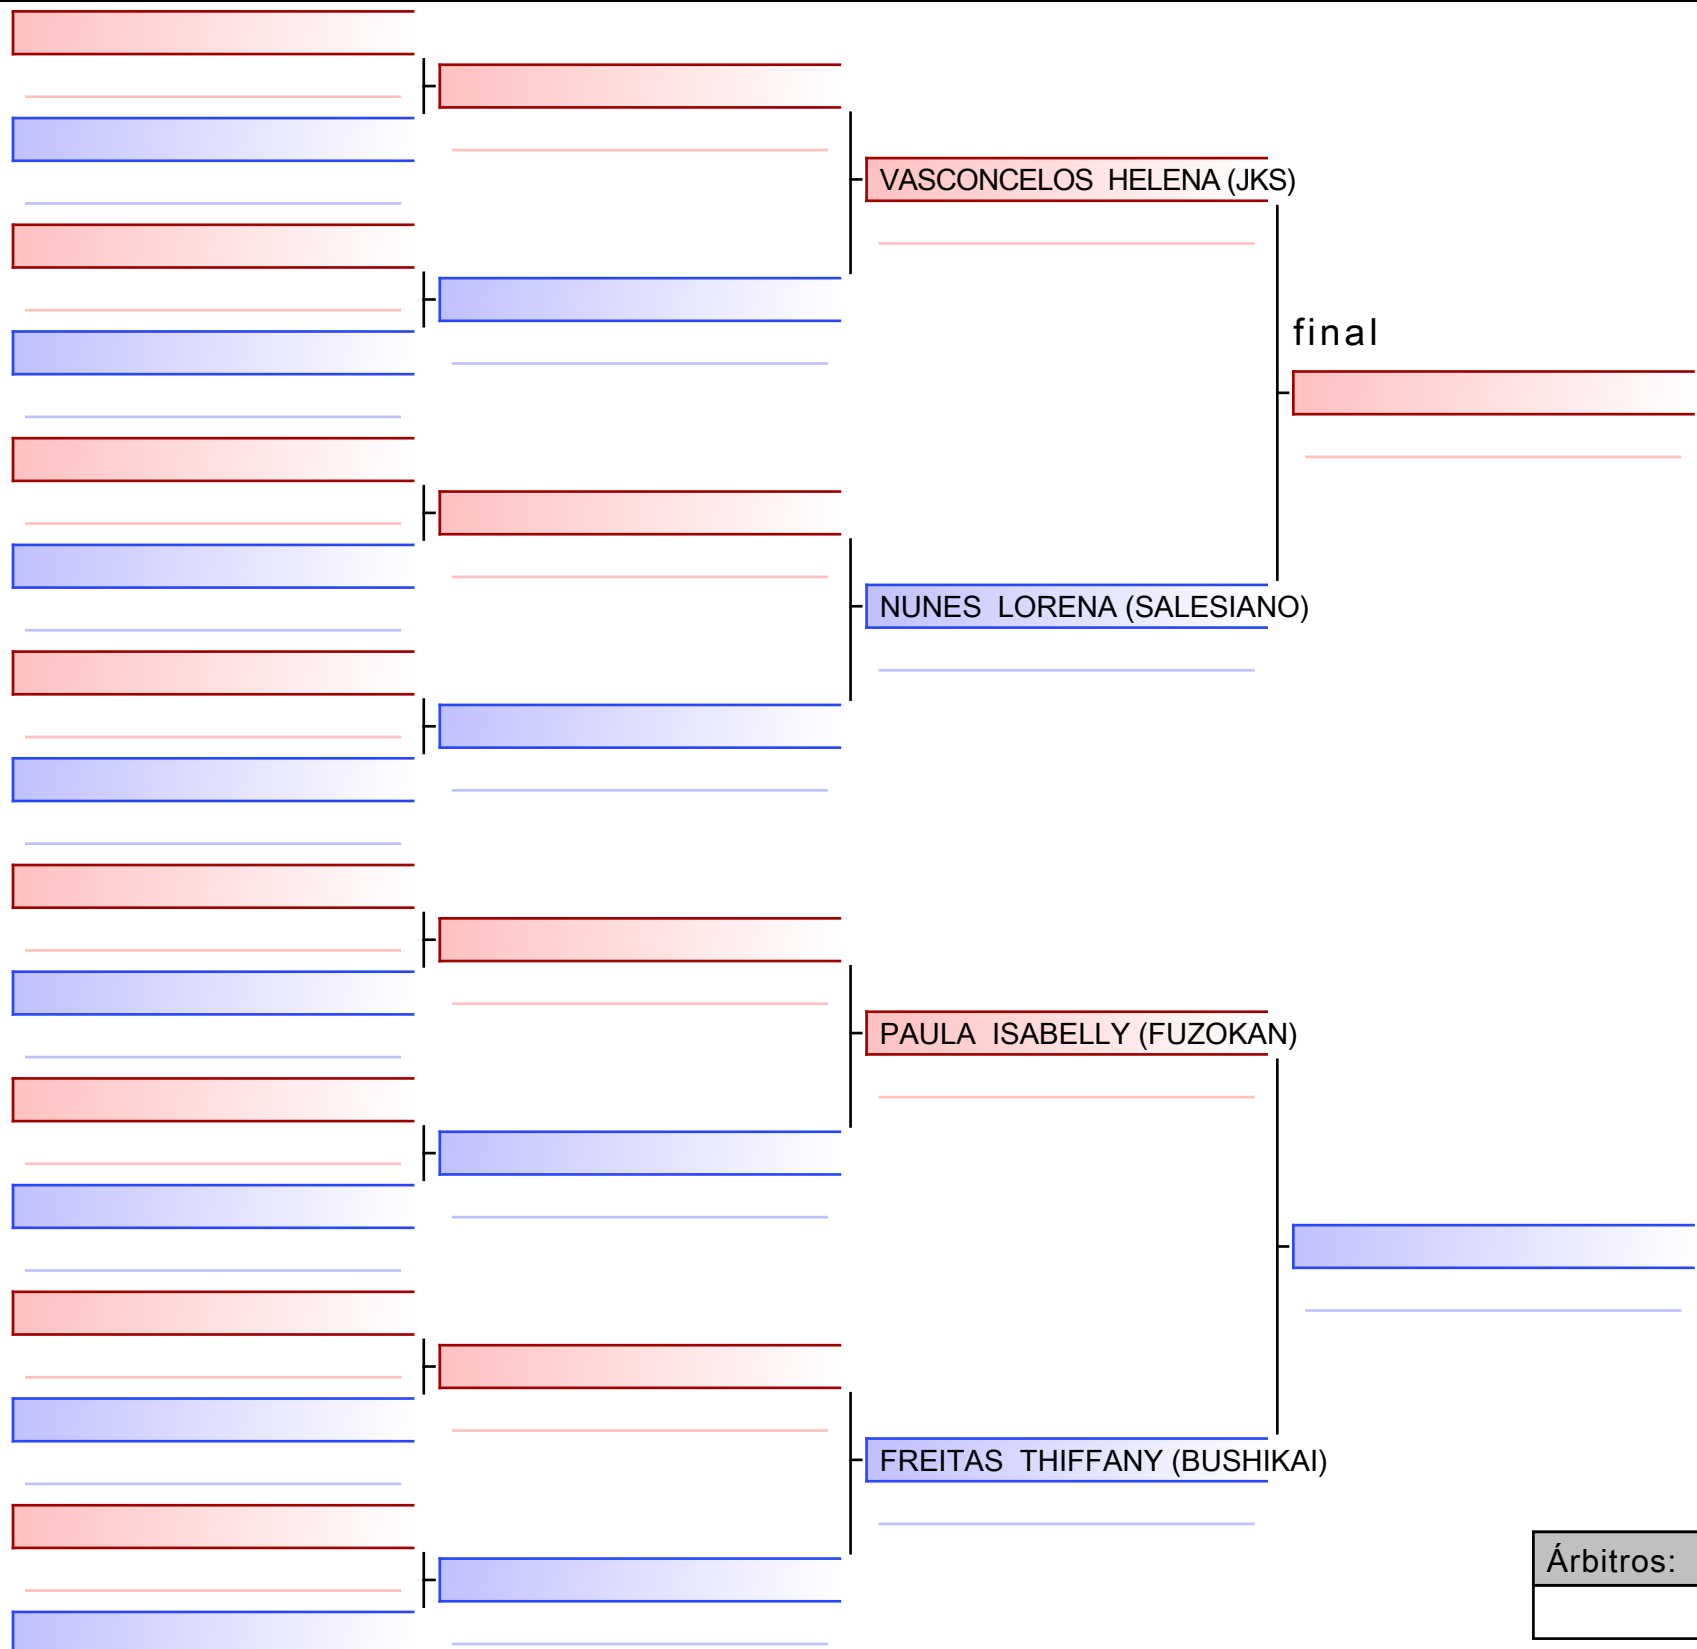 VASCONCELOS  HELENA (JKS)
final
NUNES  LORENA (SALESIANO)
PAULA  ISABELLY (FUZOKAN)
FREITAS  THIFFANY (BUSHIKAI)
Árbitros: